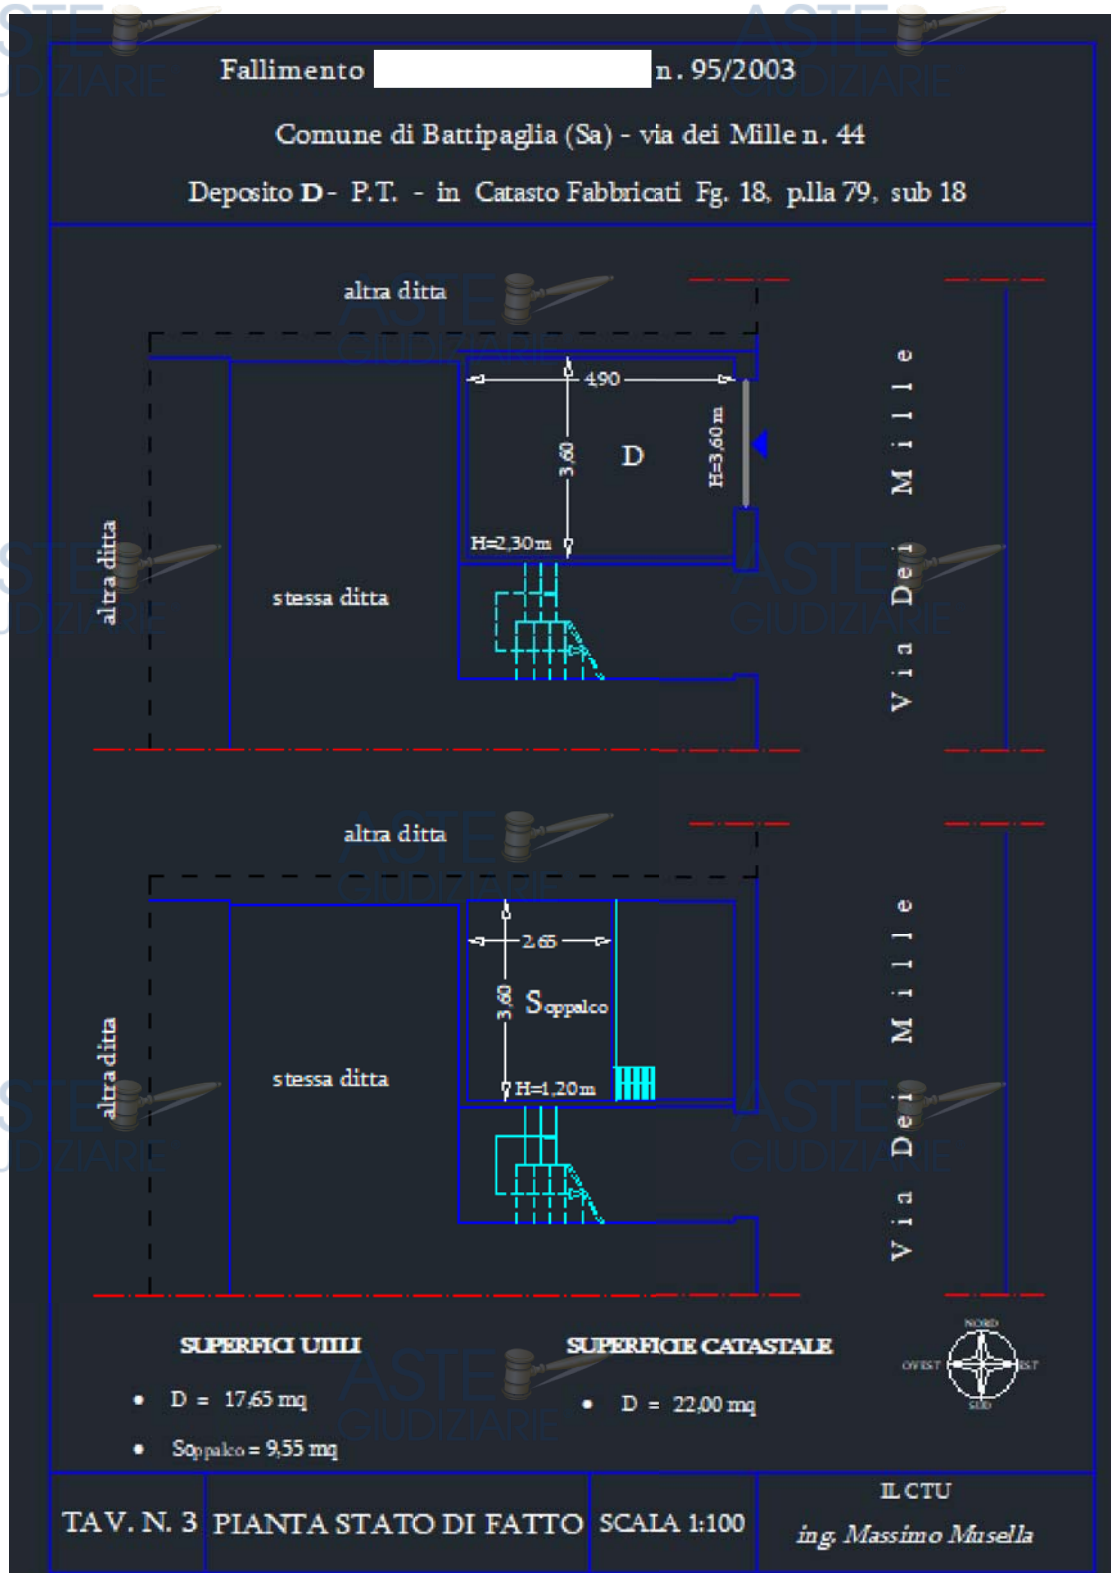 Fallimento n. 95/2003
Comune di Battipaglia (Sa) - via dei Mille n. 44
Deposito D - P.T. - in Catasto Fabbricati Fg. 18, p.lla 79, sub 18
altra ditta
4,90
3,60
D
H=3,60 m
H=2,30 m
altra ditta
stessa ditta
Via Dei Mille
altra ditta
2,65
3,60
Soppalco
H=1,20 m
altra ditta
stessa ditta
Via Dei Mille
SUPERFICI UTILI
D = 17,65 mq
Soppalco = 9,55 mq
SUPERFICIE CATASTALE
D = 22,00 mq
NORD
OVEST
EST
SUD
TAV. N. 3
PIANTA STATO DI FATTO
SCALA 1:100
IL CTU
ing. Massimo Musella
ASTE
GIUDIZIARIE